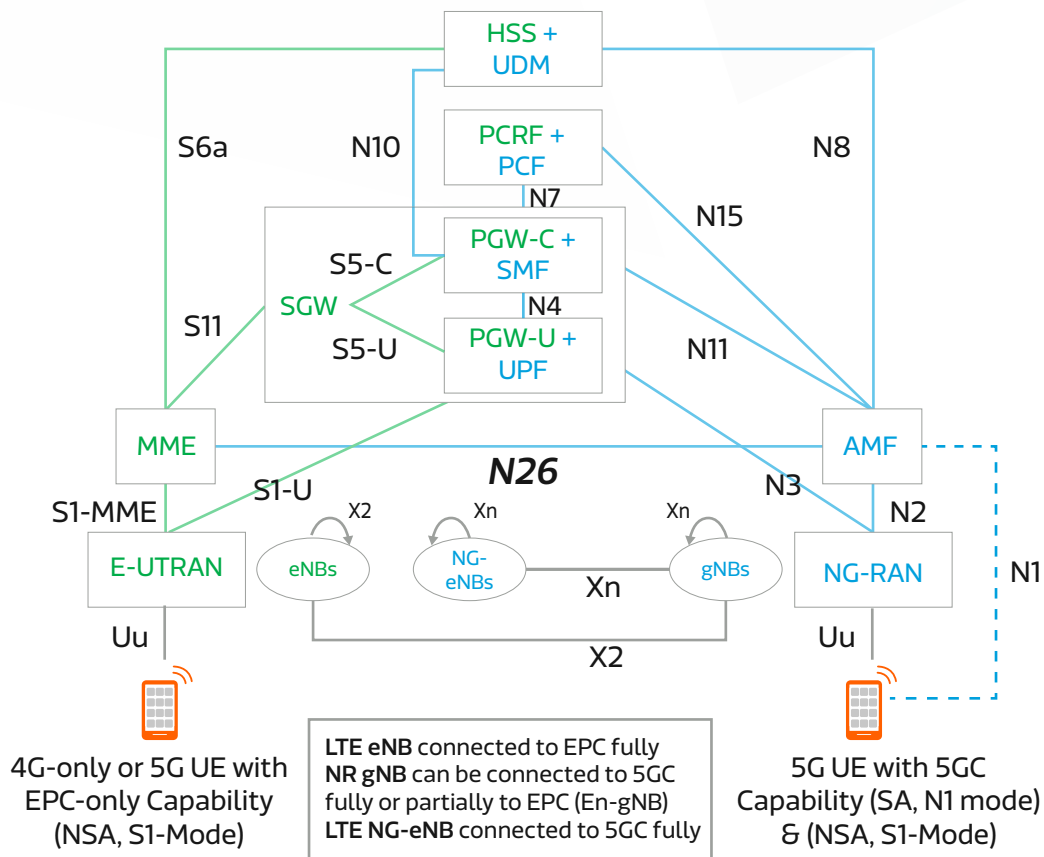 HSS +
UDM
S6a
N10
N8
PCRF +
PCF
N7
N15
PGW-C +
SMF
S5-C
SGW
N4
S11
S5-U
PGW-U +
UPF
N11
MME
AMF
N26
S1-U
N3
S1-MME
N2
X2
Xn
Xn
E-UTRAN
eNBs
NG-
eNBs
Xn
gNBs
NG-RAN
N1
Uu
X2
Uu
4G-only or 5G UE with
EPC-only Capability
(NSA, S1-Mode)
LTE eNB connected to EPC fully
NR gNB can be connected to 5GC
fully or partially to EPC (En-gNB)
LTE NG-eNB connected to 5GC fully
5G UE with 5GC
Capability (SA, N1 mode)
& (NSA, S1-Mode)